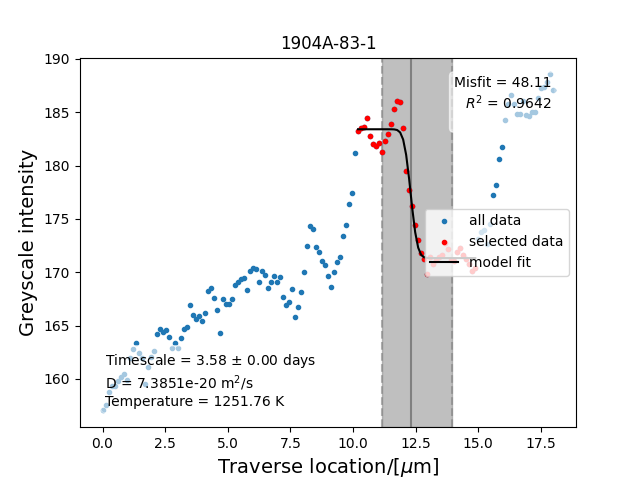 1904A-83-1
Misfit = 48.11
R² = 0.9642
Greyscale intensity
190
185
180
175
170
165
160
all data
selected data
model fit
Timescale = 3.58 ± 0.00 days
D = 7.3851e-20 m²/s
Temperature = 1251.76 K
0.0 2.5 5.0 7.5 10.0 12.5 15.0 17.5
Traverse location/[μm]